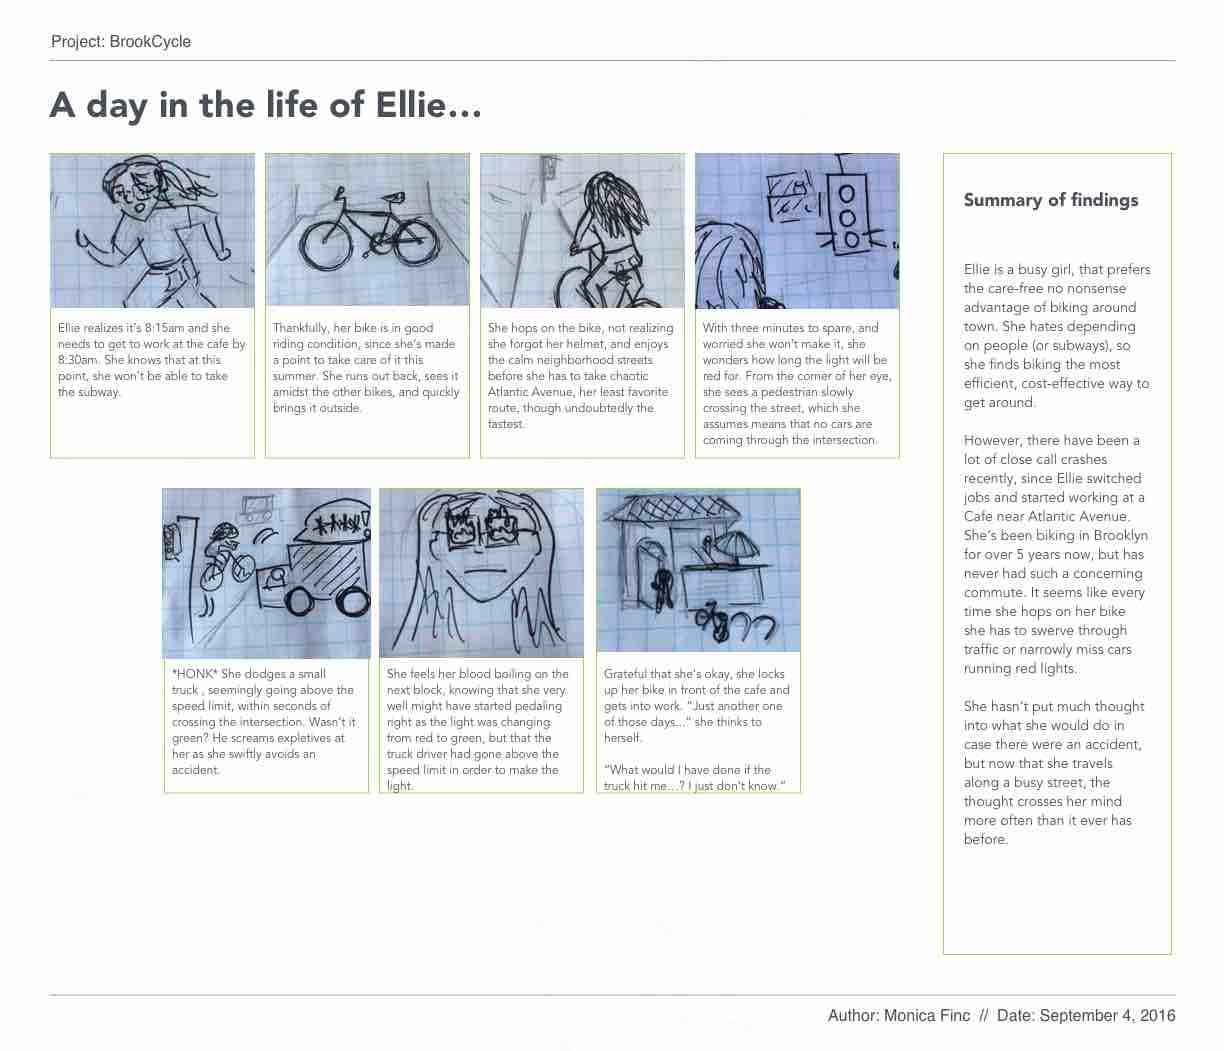 Project: BrookCycle
A day in the life of Ellie...
Ellie realizes it's 8:15am and she
needs to get to work at the cafe by
8:30am. She knows that at this
point, she won't be able to take
the subway.
Thankfully, her bike is in good
riding condition, since she's made
a point to take care of it this
summer. She runs out back, sees it
amidst the other bikes, and quickly
brings it outside.
She hops on the bike, not realizing
she forgot her helmet, and enjoys
the calm neighborhood streets
before she has to take chaotic
Atlantic Avenue, her least favorite
route, though undoubtedly the
fastest.
With three minutes to spare, and
worried she won't make it, she
wonders how long the light will be
red for. From the corner of her eye,
she sees a pedestrian slowly
crossing the street, which she
assumes means that no cars are
coming through the intersection.
*HONK* She dodges a small
truck , seemingly going above the
speed limit, within seconds of
crossing the intersection. Wasn't it
green? He screams expletives at
her as she swiftly avoids an
accident.
She feels her blood boiling on the
next block, knowing that she very
well might have started pedaling
right as the light was changing
from red to green, but that the
truck driver had gone above the
speed limit in order to make the
light.
Grateful that she's okay, she locks
up her bike in front of the cafe and
gets into work. "Just another one
of those days..." she thinks to
herself.
"What would I have done if the
truck hit me...? I just don't know."
Summary of findings
Ellie is a busy girl, that prefers
the care-free no nonsense
advantage of biking around
town. She hates depending
on people (or subways), so
she finds biking the most
efficient, cost-effective way to
get around.
However, there have been a
lot of close call crashes
recently, since Ellie switched
jobs and started working at a
Cafe near Atlantic Avenue.
She's been biking in Brooklyn
for over 5 years now, but has
never had such a concerning
commute. It seems like every
time she hops on her bike
she has to swerve through
traffic or narrowly miss cars
running red lights.
She hasn't put much thought
into what she would do in
case there were an accident,
but now that she travels
along a busy street, the
thought crosses her mind
more often than it ever has
before.
Author: Monica Finc // Date: September 4, 2016